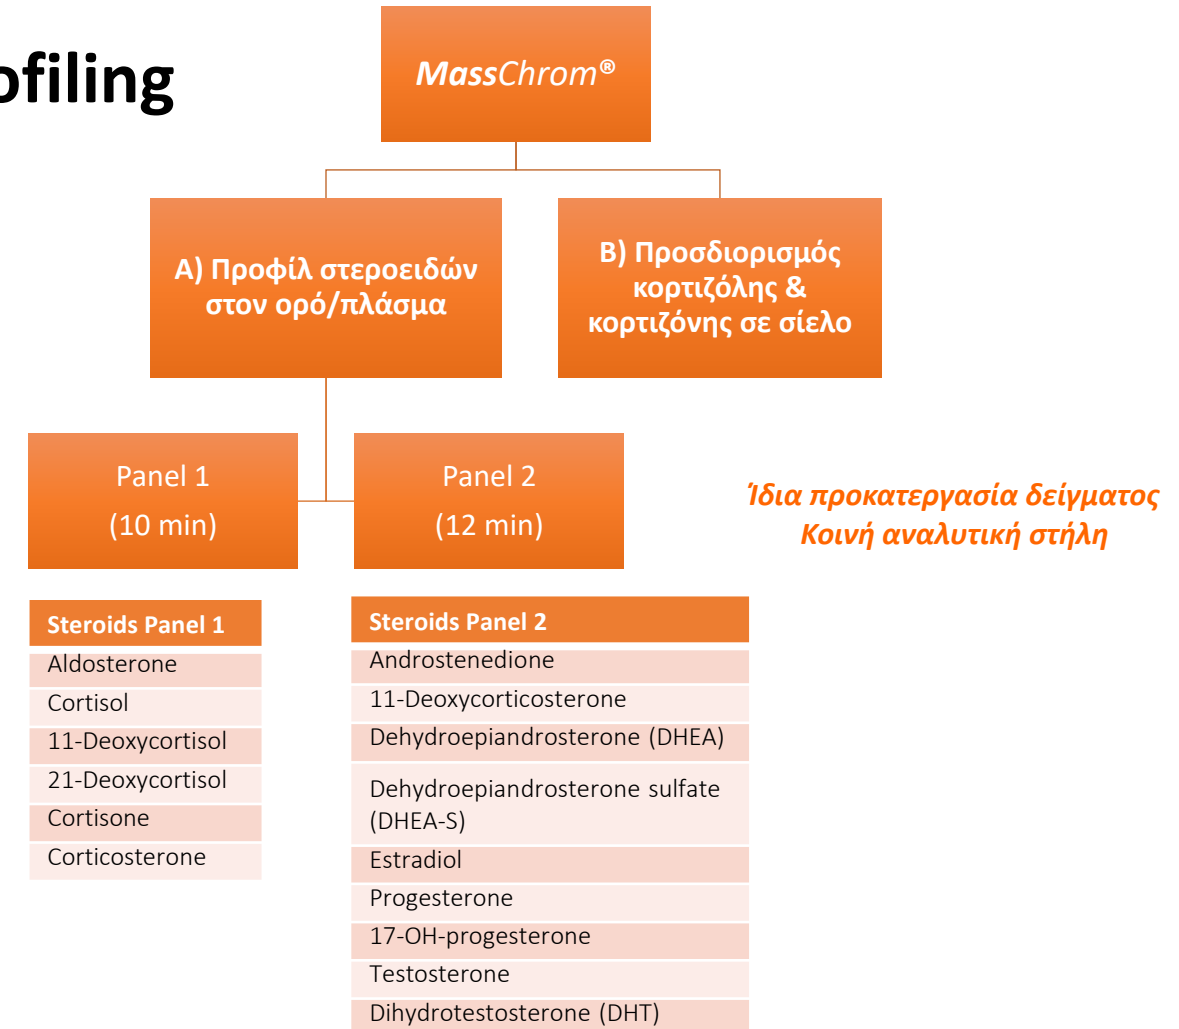 ofiling
MassChrom®
Α) Προφίλ στεροειδών
στον ορό/πλάσμα
Β) Προσδιορισμός
κορτιζόλης &
κορτιζόνης σε σίελο
Panel 1
(10 min)
Panel 2
(12 min)
Ίδια προκατεργασία δείγματος
Κοινή αναλυτική στήλη
Steroids Panel 1
Aldosterone
Cortisol
11-Deoxycortisol
21-Deoxycortisol
Cortisone
Corticosterone
Steroids Panel 2
Androstenedione
11-Deoxycorticosterone
Dehydroepiandrosterone (DHEA)
Dehydroepiandrosterone sulfate
(DHEA-S)
Estradiol
Progesterone
17-OH-progesterone
Testosterone
Dihydrotestosterone (DHT)